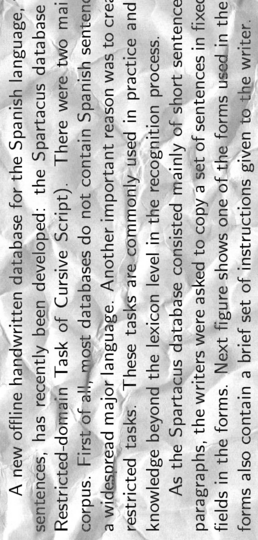 A new offline handwritten database for the Spanish language,
sentences, has recently been developed: the Spartacus database
Restricted-domain Task of Cursive Script). There were two mai
corpus. First of all, most databases do not contain Spanish senten
a widespread major language. Another important reason was to crea
restricted tasks. These tasks are commonly used in practice and
knowledge beyond the lexicon level in the recognition process.
As the Spartacus database consisted mainly of short sentence
paragraphs, the writers were asked to copy a set of sentences in fixed
fields in the forms. Next figure shows one of the forms used in the
forms also contain a brief set of instructions given to the writer.